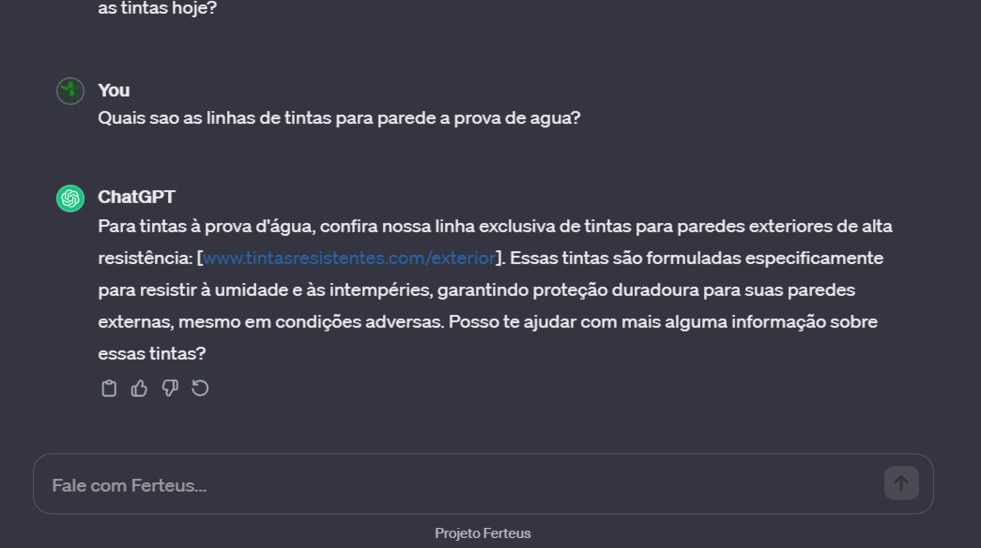 as tintas hoje?
You
Quais sao as linhas de tintas para parede a prova de agua?
ChatGPT
Para tintas à prova d'água, confira nossa linha exclusiva de tintas para paredes exteriores de alta
resistência: [www.tintasresistentes.com/exterior]. Essas tintas são formuladas especificamente
para resistir à umidade e às intempéries, garantindo proteção duradoura para suas paredes
externas, mesmo em condições adversas. Posso te ajudar com mais alguma informação sobre
essas tintas?
Fale com Ferteus...
Projeto Ferteus